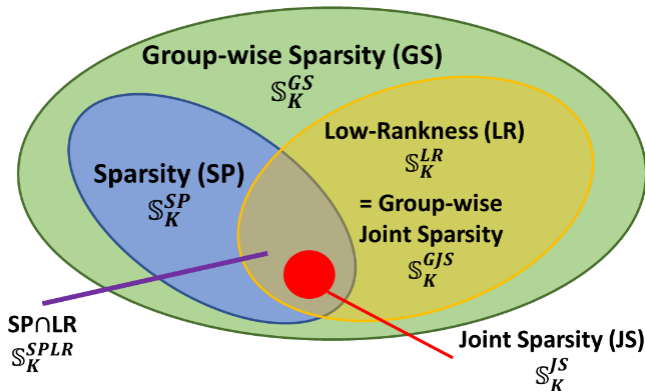 Group-wise Sparsity (GS)
𝕊_K^{GS}
Low-Rankness (LR)
𝕊_K^{LR}
= Group-wise
Joint Sparsity
𝕊_K^{GJS}
Sparsity (SP)
𝕊_K^{SP}
SP∩LR
𝕊_K^{SPLR}
Joint Sparsity (JS)
𝕊_K^{JS}